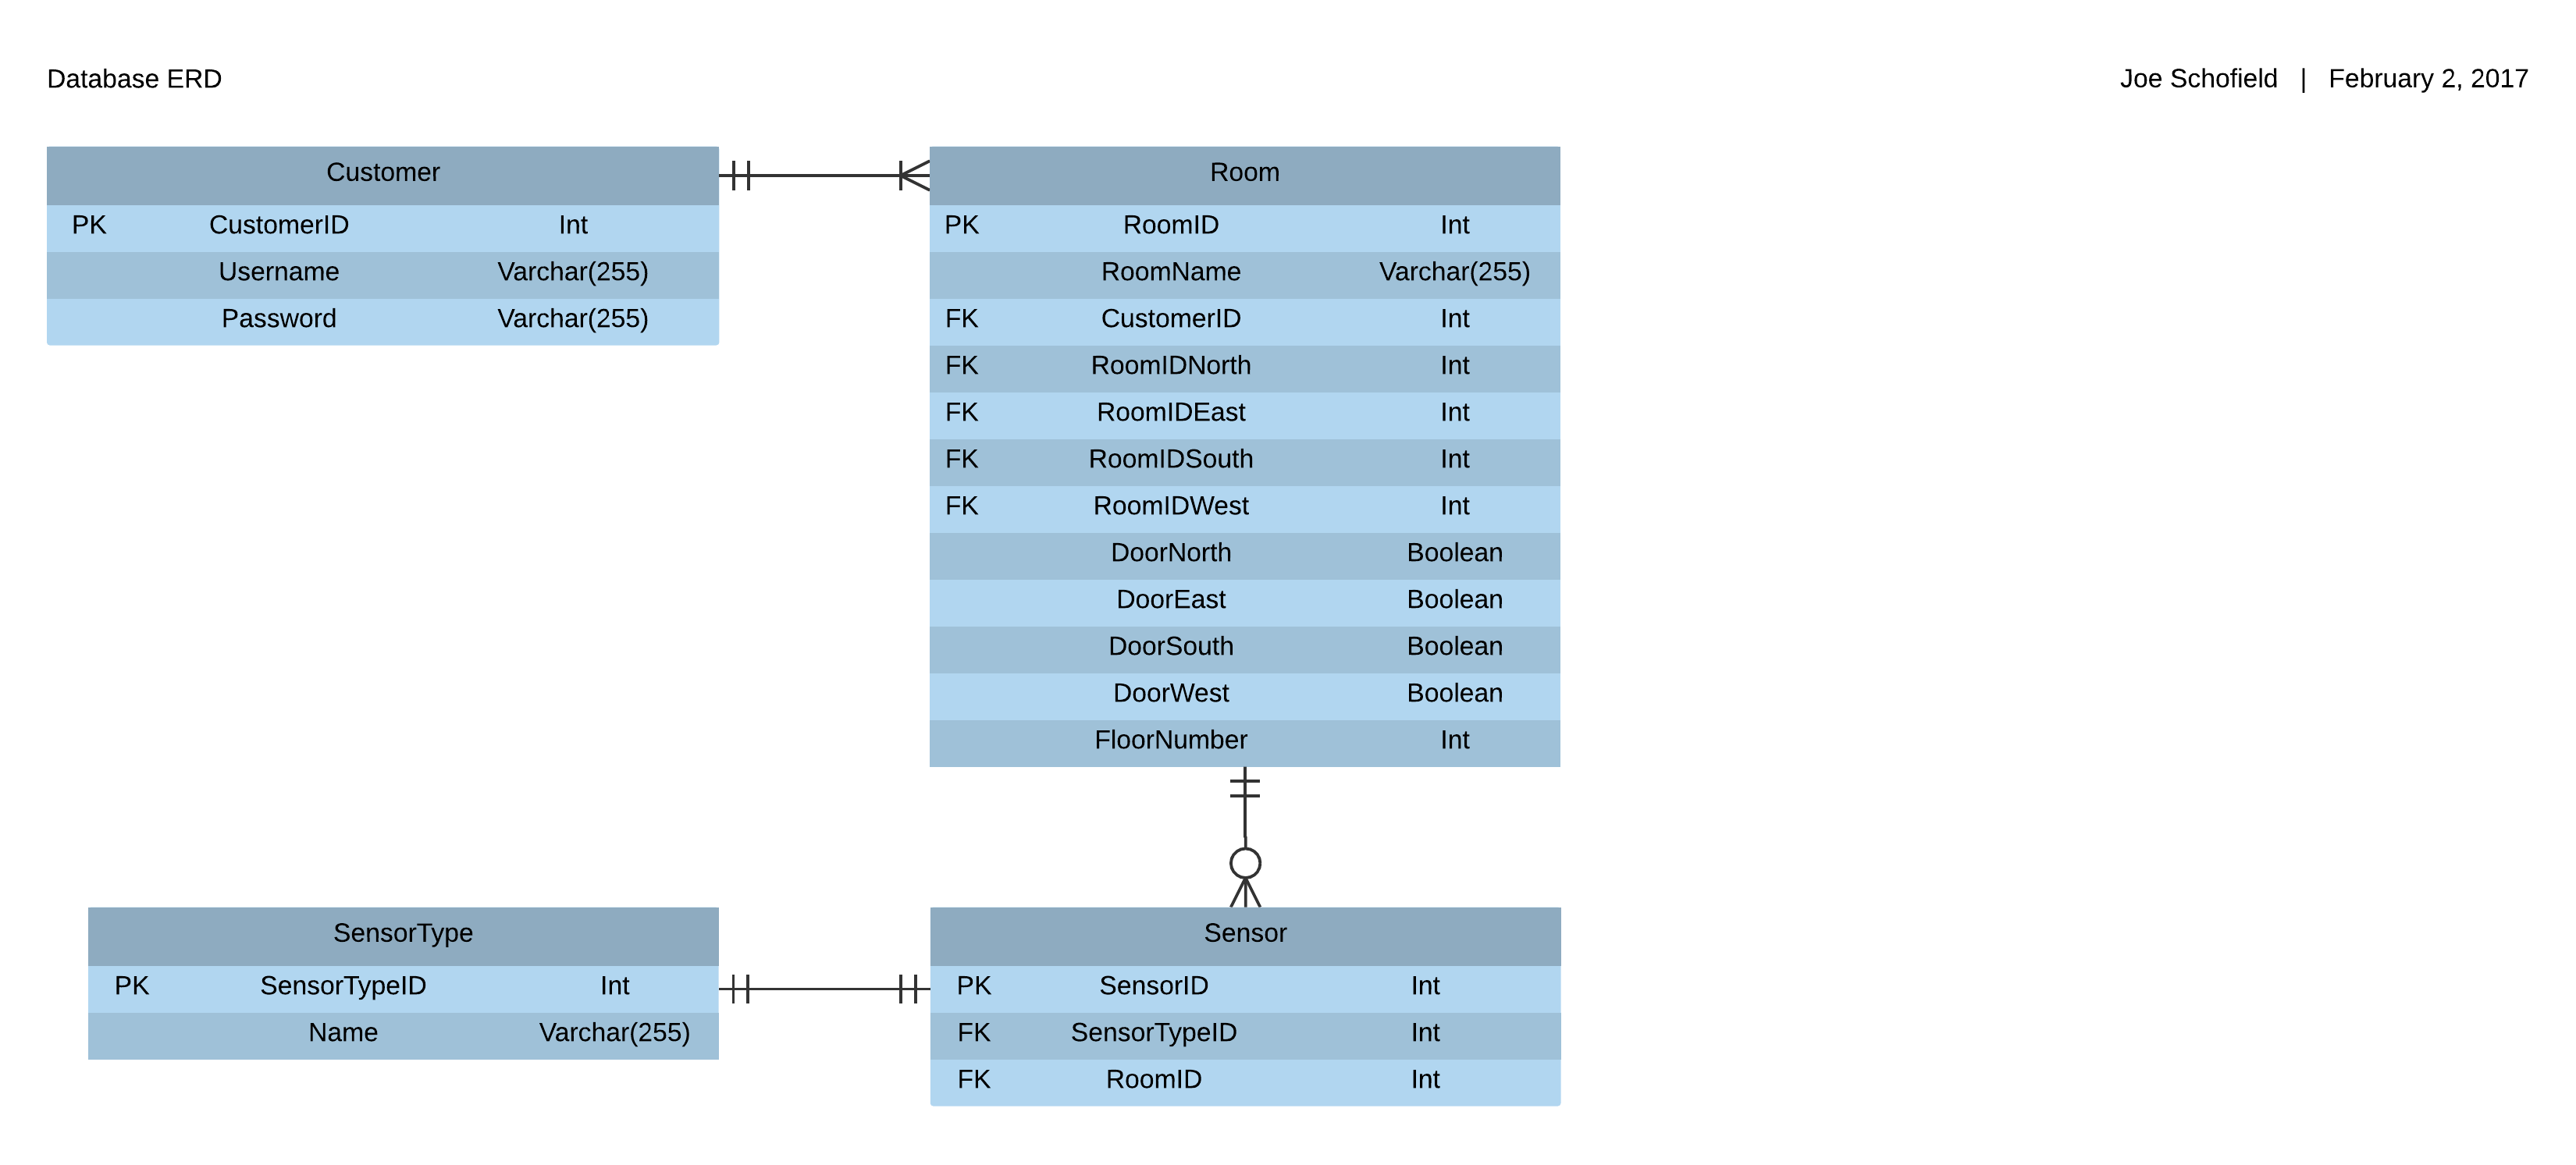 Database ERD
Joe Schofield | February 2, 2017
Customer
PK CustomerID Int
Username Varchar(255)
Password Varchar(255)
Room
PK RoomID Int
RoomName Varchar(255)
FK CustomerID Int
FK RoomIDNorth Int
FK RoomIDEast Int
FK RoomIDSouth Int
FK RoomIDWest Int
DoorNorth Boolean
DoorEast Boolean
DoorSouth Boolean
DoorWest Boolean
FloorNumber Int
SensorType
PK SensorTypeID Int
Name Varchar(255)
Sensor
PK SensorID Int
FK SensorTypeID Int
FK RoomID Int